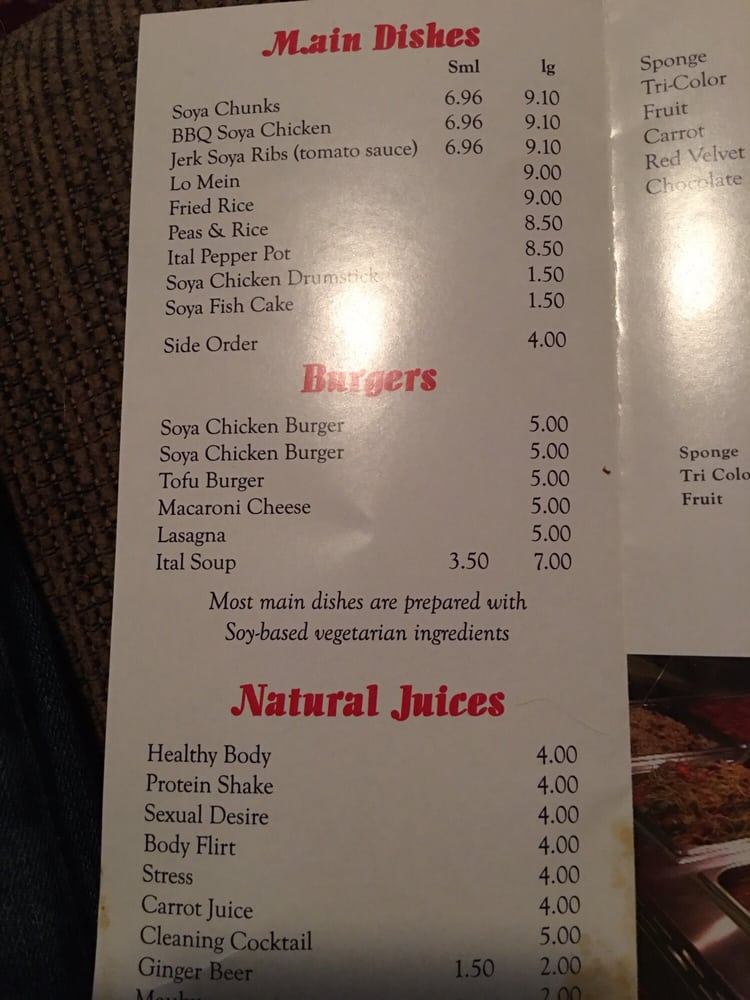 Main Dishes
Sml lg
Soya Chunks 6.96 9.10
BBQ Soya Chicken 6.96 9.10
Jerk Soya Ribs (tomato sauce) 6.96 9.10
Lo Mein 9.00
Fried Rice 9.00
Peas & Rice 8.50
Ital Pepper Pot 8.50
Soya Chicken Drumstick 1.50
Soya Fish Cake 1.50
Side Order 4.00
Burgers
Soya Chicken Burger 5.00
Soya Chicken Burger 5.00
Tofu Burger 5.00
Macaroni Cheese 5.00
Lasagna 5.00
Ital Soup 3.50 7.00
Most main dishes are prepared with
Soy-based vegetarian ingredients
Natural Juices
Healthy Body 4.00
Protein Shake 4.00
Sexual Desire 4.00
Body Flirt 4.00
Stress 4.00
Carrot Juice 4.00
Cleaning Cocktail 5.00
Ginger Beer 1.50 2.00
2.00
Sponge
Tri-Color
Fruit
Carrot
Red Velvet
Chocolate
Sponge
Tri Colo
Fruit